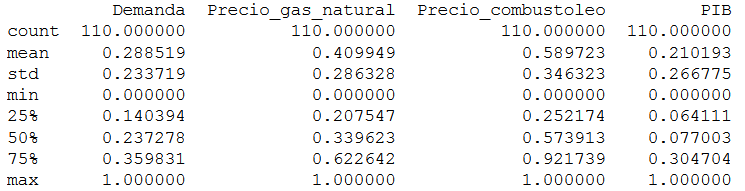 Demanda Precio_gas_natural Precio_combustoleo PIB
count 110.000000 110.000000 110.000000 110.000000
mean 0.288519 0.409949 0.589723 0.210193
std 0.233719 0.286328 0.346323 0.266775
min 0.000000 0.000000 0.000000 0.000000
25% 0.140394 0.207547 0.252174 0.064111
50% 0.237278 0.339623 0.573913 0.077003
75% 0.359831 0.622642 0.921739 0.304704
max 1.000000 1.000000 1.000000 1.000000